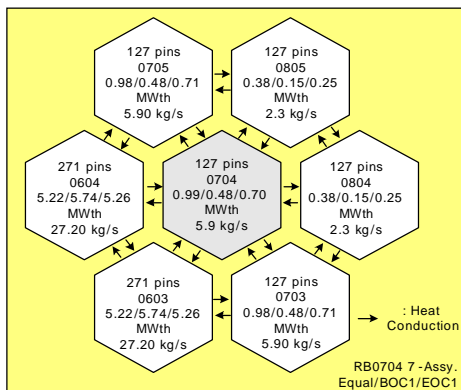 127 pins
0705
0.98/0.48/0.71
MWth
5.90 kg/s
127 pins
0805
0.38/0.15/0.25
MWth
2.3 kg/s
271 pins
0604
5.22/5.74/5.26
MWth
27.20 kg/s
127 pins
0704
0.99/0.48/0.70
MWth
5.9 kg/s
127 pins
0804
0.38/0.15/0.25
MWth
2.3 kg/s
271 pins
0603
5.22/5.74/5.26
MWth
27.20 kg/s
127 pins
0703
0.98/0.48/0.71
MWth
5.90 kg/s
: Heat
Conduction
RB0704 7 -Assy.
Equal/BOC1/EOC1